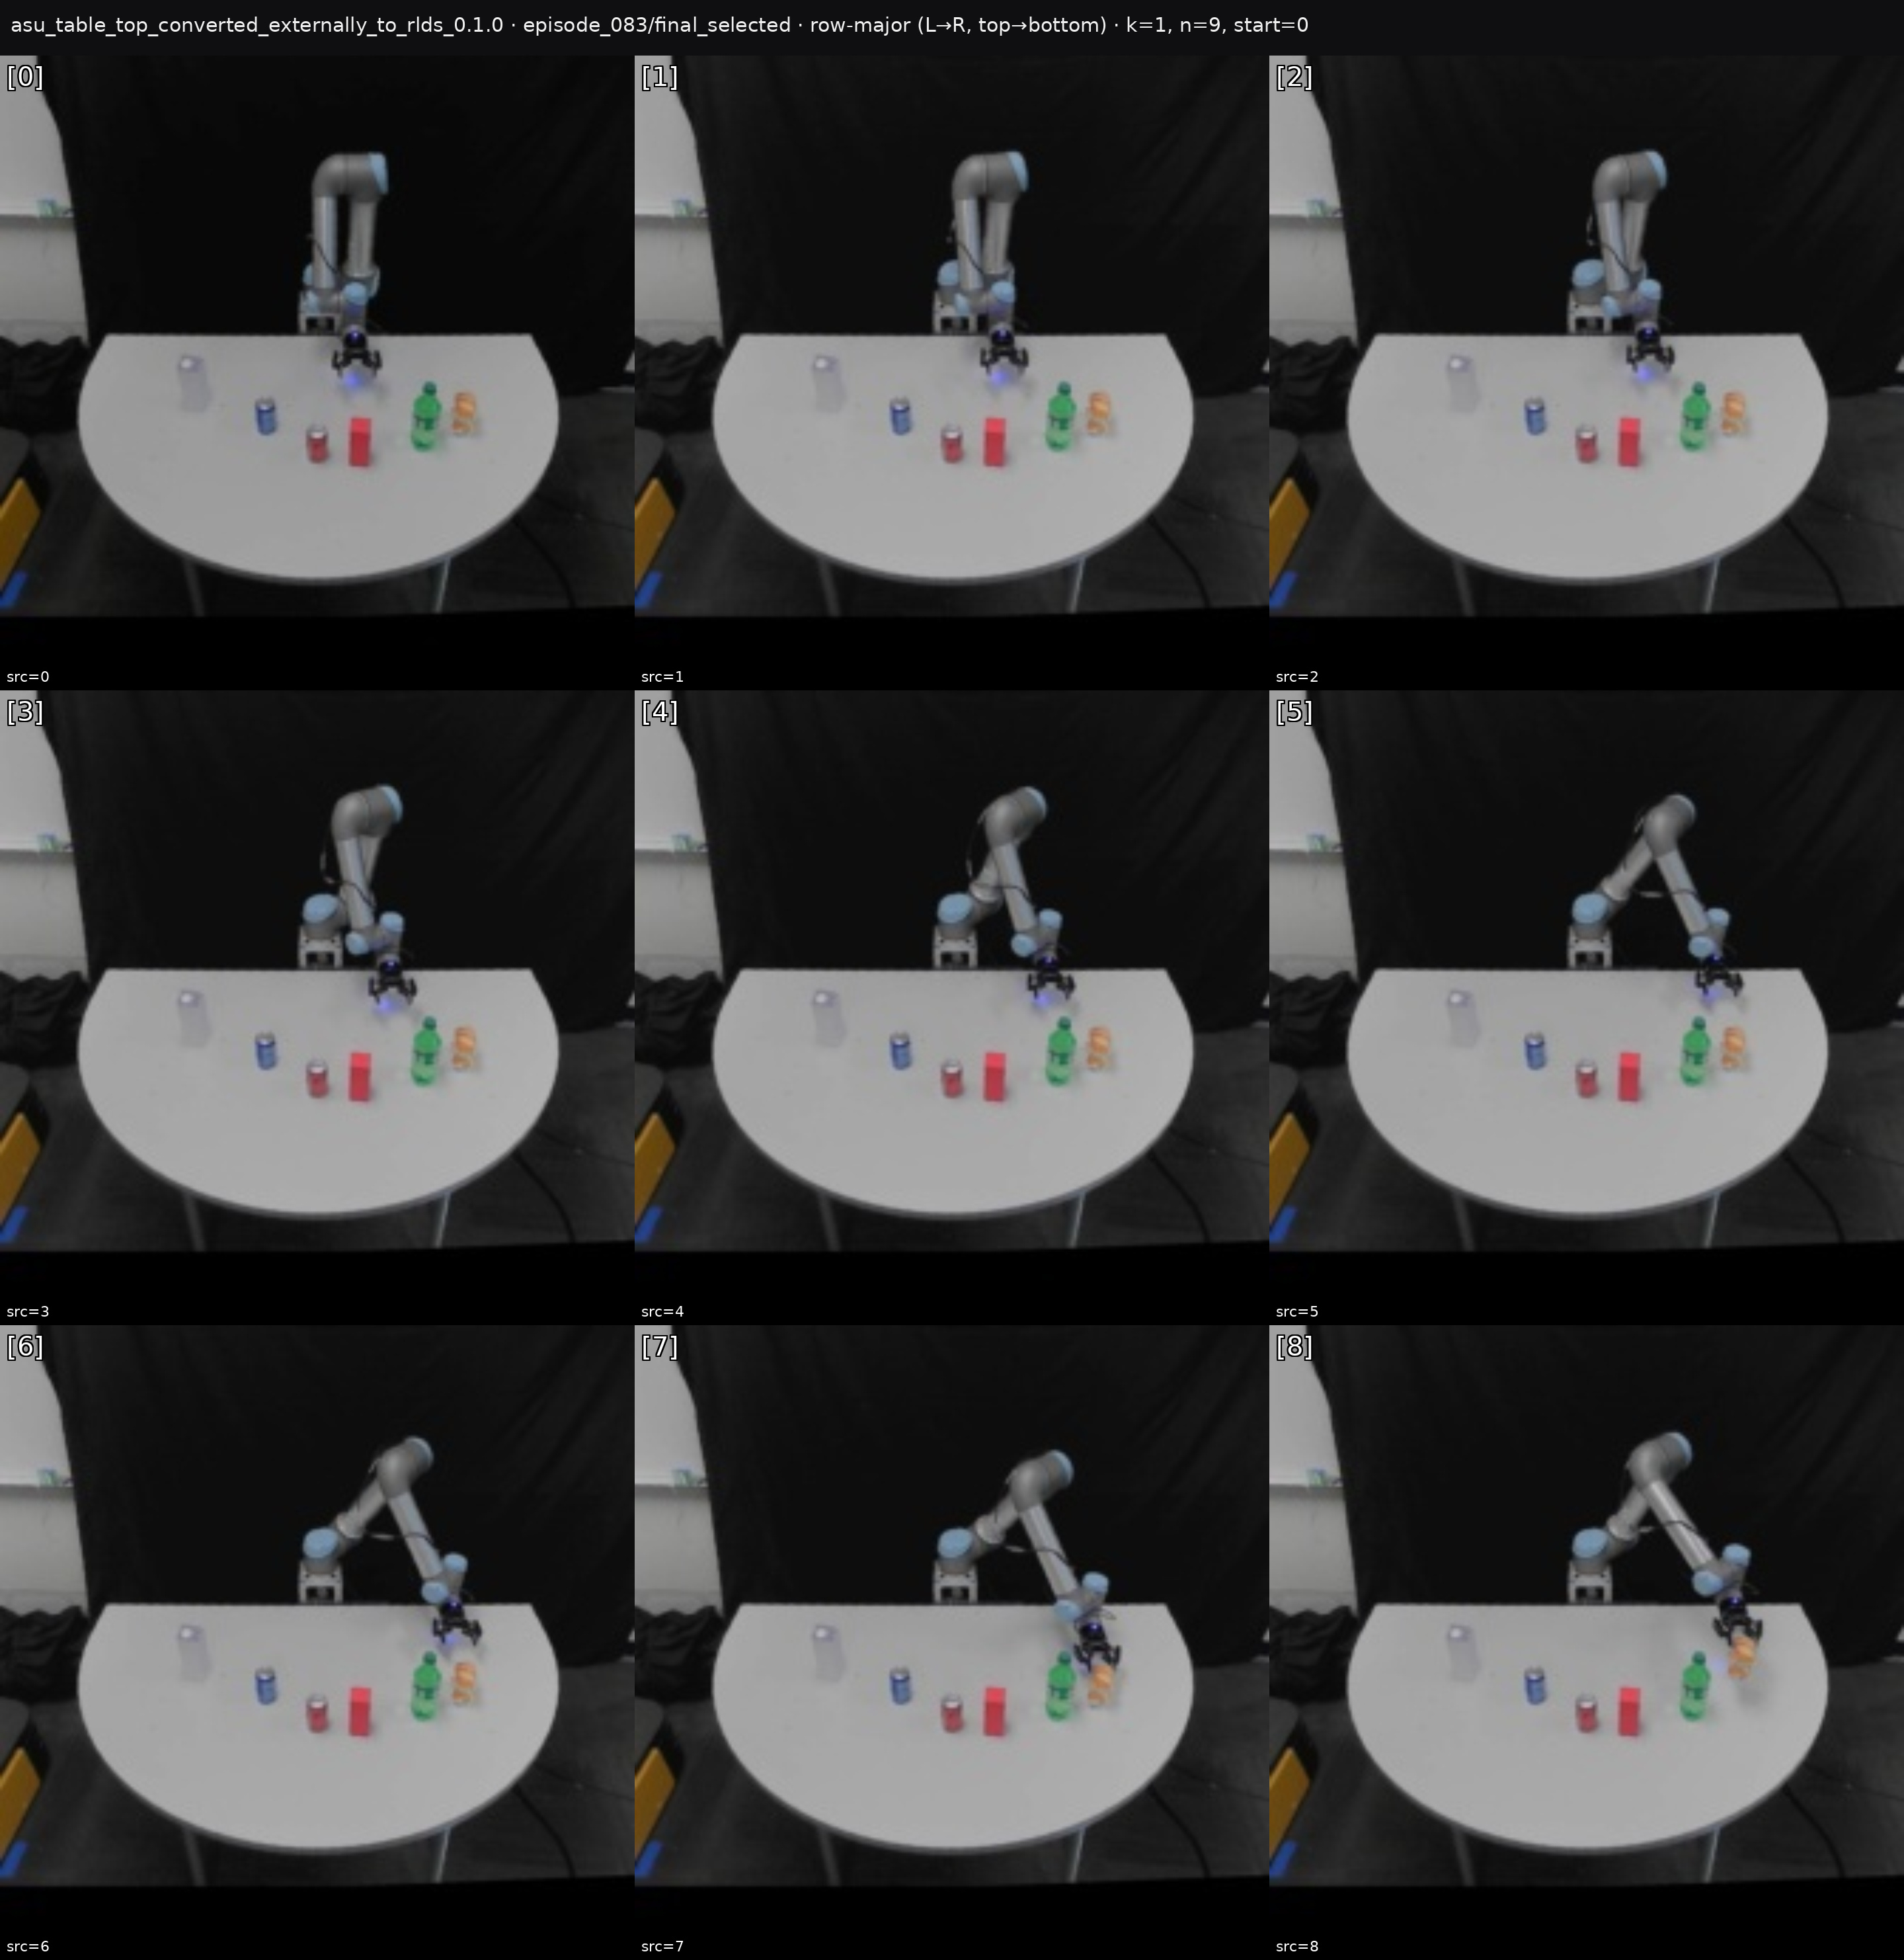 asu_table_top_converted_externally_to_rlds_0.1.0 · episode_083/final_selected · row-major (L→R, top→bottom) · k=1, n=9, start=0
[0]
[1]
[2]
src=0
src=1
src=2
[3]
[4]
[5]
src=3
src=4
src=5
[6]
[7]
[8]
src=6
src=7
src=8